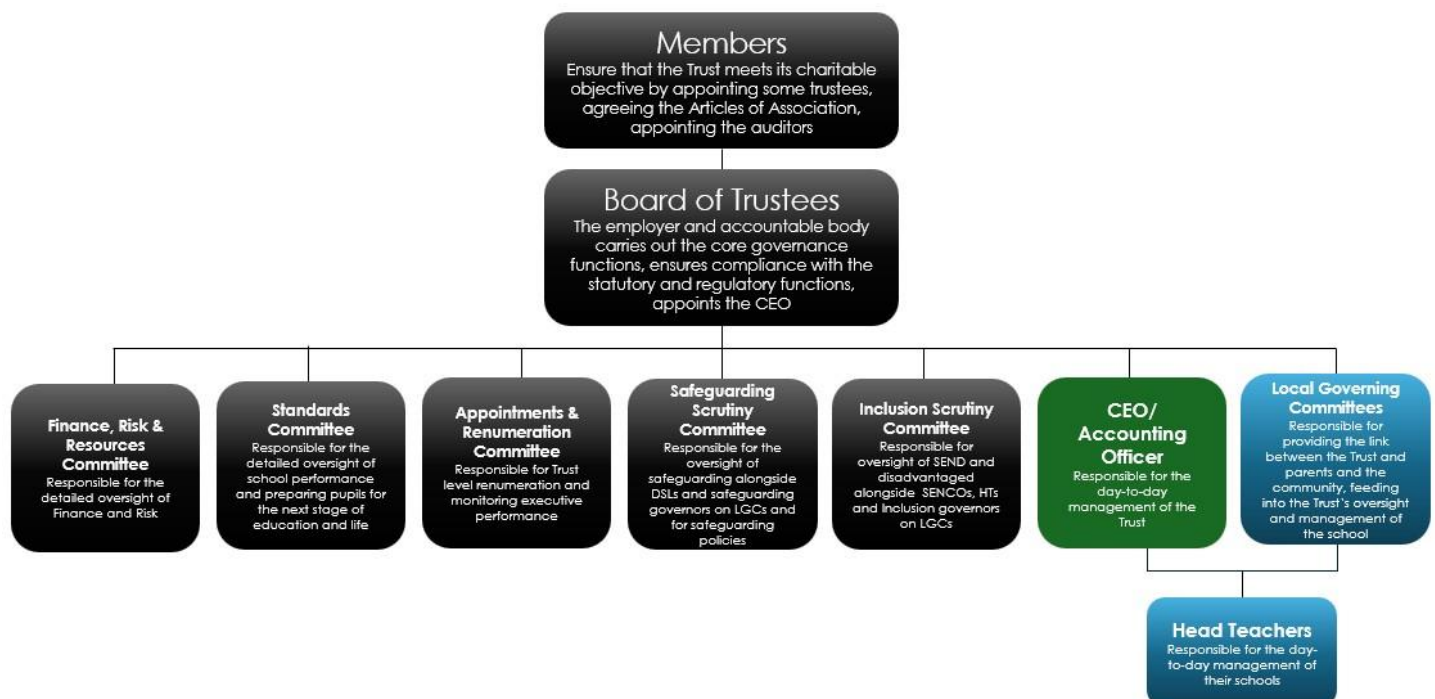 Members
Ensure that the Trust meets its charitable
objective by appointing some trustees,
agreeing the Articles of Association,
appointing the auditors
Board of Trustees
The employer and accountable body
carries out the core governance
functions, ensures compliance with the
statutory and regulatory functions,
appoints the CEO
Finance, Risk &
Resources
Committee
Responsible for the
detailed oversight of
Finance and Risk
Standards
Committee
Responsible for the
detailed oversight of
school performance
and preparing pupils for
the next stage of
education and life
Appointments &
Renumeration
Committee
Responsible for Trust
level renumeration and
monitoring executive
performance
Safeguarding
Scrutiny
Committee
Responsible for the
oversight of
safeguarding alongside
DSLs and safeguarding
governors on LGCs and
for safeguarding
policies
Inclusion Scrutiny
Committee
Responsible for
oversight of SEND and
disadvantaged
alongside SENCOs, HTs
and Inclusion governors
on LGCs
CEO/
Accounting
Officer
Responsible for the
day-to-day
management of the
Trust
Local Governing
Committees
Responsible for
providing the link
between the Trust and
parents and the
community, feeding
into the Trust’s oversight
and management of
the school
Head Teachers
Responsible for the day-
to-day management of
their schools